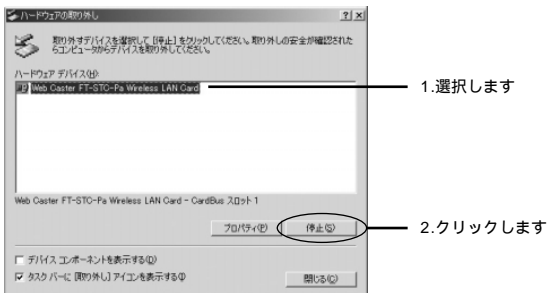 ハードウェアの取り外し
取り外すデバイスを選択して [停止] をクリックしてください。取り外しの安全が確認された
らコンピュータからデバイスを取り外してください。
ハードウェア デバイス(H):
Web Caster FT-STC-Pa Wireless LAN Card
1.選択します
Web Caster FT-STC-Pa Wireless LAN Card - CardBus スロット 1
プロパティ(P)
停止(S)
2.クリックします
デバイス コンポーネントを表示する(D)
タスク バーに [取り外し] アイコンを表示する(I)
閉じる(C)